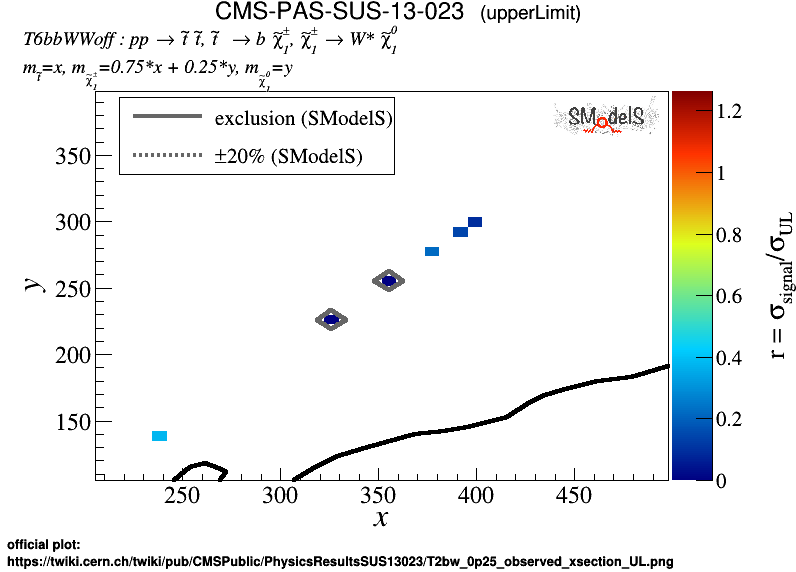 CMS-PAS-SUS-13-023 (upperLimit)
T6bbWWoff : pp → t̃ t̃, t̃ → b χ̃₁±, χ̃₁± → W* χ̃₁⁰
m_t̃=x, m_χ̃₁±=0.75*x + 0.25*y, m_χ̃₁⁰=y
exclusion (SModelS)
±20% (SModelS)
SModelS
350
300
250
200
150
y
250
300
350
400
450
x
1.2
1
0.8
0.6
0.4
0.2
0
r = σ_signal/σ_UL
official plot:
https://twiki.cern.ch/twiki/pub/CMSPublic/PhysicsResultsSUS13023/T2bw_0p25_observed_xsection_UL.png